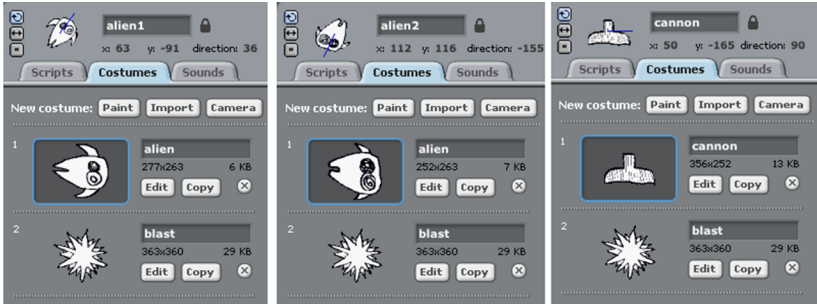 alien1
x: 63 y: -91 direction: 36
Scripts Costumes Sounds
New costume: Paint Import Camera
1
alien
277x263 6 KB
Edit Copy
2
blast
363x360 29 KB
Edit Copy
alien2
x: 112 y: 116 direction: -155
Scripts Costumes Sounds
New costume: Paint Import Camera
1
alien
252x263 7 KB
Edit Copy
2
blast
363x360 29 KB
Edit Copy
cannon
x: 50 y: -165 direction: 90
Scripts Costumes Sounds
New costume: Paint Import Camera
1
cannon
356x252 13 KB
Edit Copy
2
blast
363x360 29 KB
Edit Copy